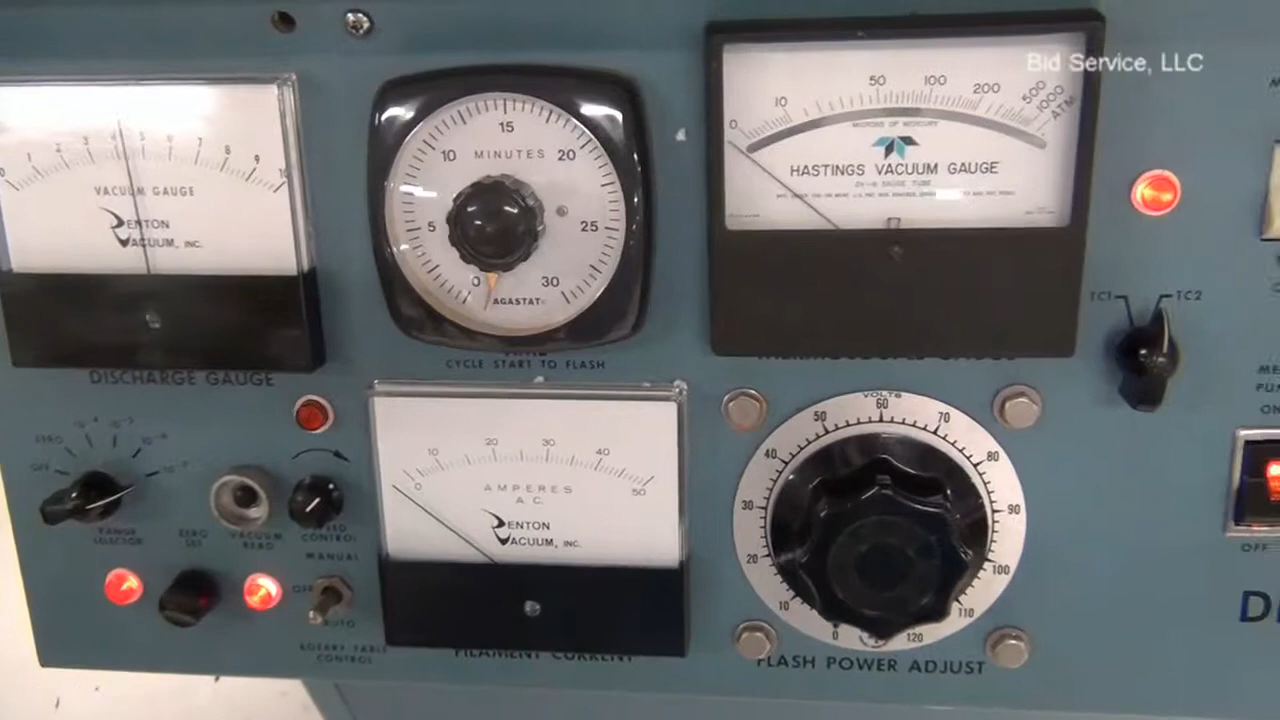 Bid Service, LLC
0 1 2 3 4 5 6 7 8 9 10
VACUUM GAUGE
DENTON
VACUUM, INC.
DISCHARGE GAUGE
15
10 MINUTES 20
5 25
0 30
AGASTAT
CYCLE START TO FLASH
0 10 50 100 200 500 1000 ATM.
MICRONS OF MERCURY
HASTINGS VACUUM GAUGE
GAUGE TUBE
TC1 TC2
ZERO
OFF
RANGE
SELECTOR
ZERO
SET
VACUUM
READ
SPEED
CONTROL
MANUAL
OFF
AUTO
ROTARY TABLE
CONTROL
0 10 20 30 40 50
AMPERES
A.C.
DENTON
VACUUM, INC.
FILAMENT CURRENT
VOLTS
0 10 20 30 40 50 60 70 80 90 100 110 120
FLASH POWER ADJUST
OFF